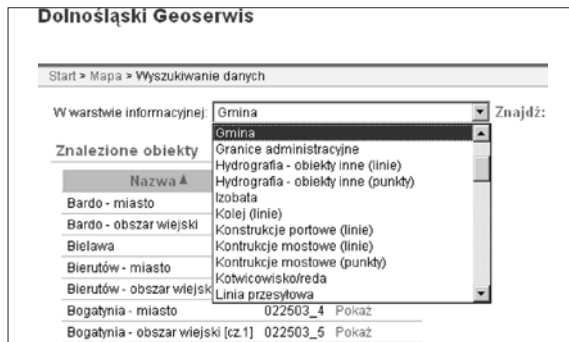 Dolnośląski Geoserwis
Start > Mapa > Wyszukiwanie danych
W warstwie informacyjnej: Gmina Znajdź:
Gmina
Granice administracyjne
Hydrografia - obiekty inne (linie)
Hydrografia - obiekty inne (punkty)
Izobata
Kolej (linie)
Konstrukcje portowe (linie)
Kontrukcje mostowe (linie)
Kontrukcje mostowe (punkty)
Kotwicowisko/reda
Linia przesyłowa
Znalezione obiekty
Nazwa
Bardo - miasto
Bardo - obszar wiejski
Bielawa
Bierutów - miasto
Bierutów - obszar wiejsk
Bogatynia - miasto 022503_4 Pokaż
Bogatynia - obszar wiejski [cz.1] 022503_5 Pokaż